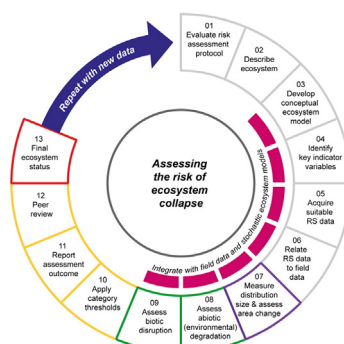 01
Evaluate risk
assessment
protocol
02
Describe
ecosystem
03
Develop
conceptual
ecosystem
model
04
Identify
key indicator
variables
05
Acquire
suitable
RS data
06
Relate
RS data to
field data
07
Measure
distribution
size & assess
area change
08
Assess
abiotic
(environmental)
degradation
09
Assess
biotic
disruption
10
Apply
category
thresholds
11
Report
assessment
outcome
12
Peer
review
13
Final
ecosystem
status
Repeat with new data
Assessing
the risk of
ecosystem
collapse
Integrate with field data and stochastic ecosystem models